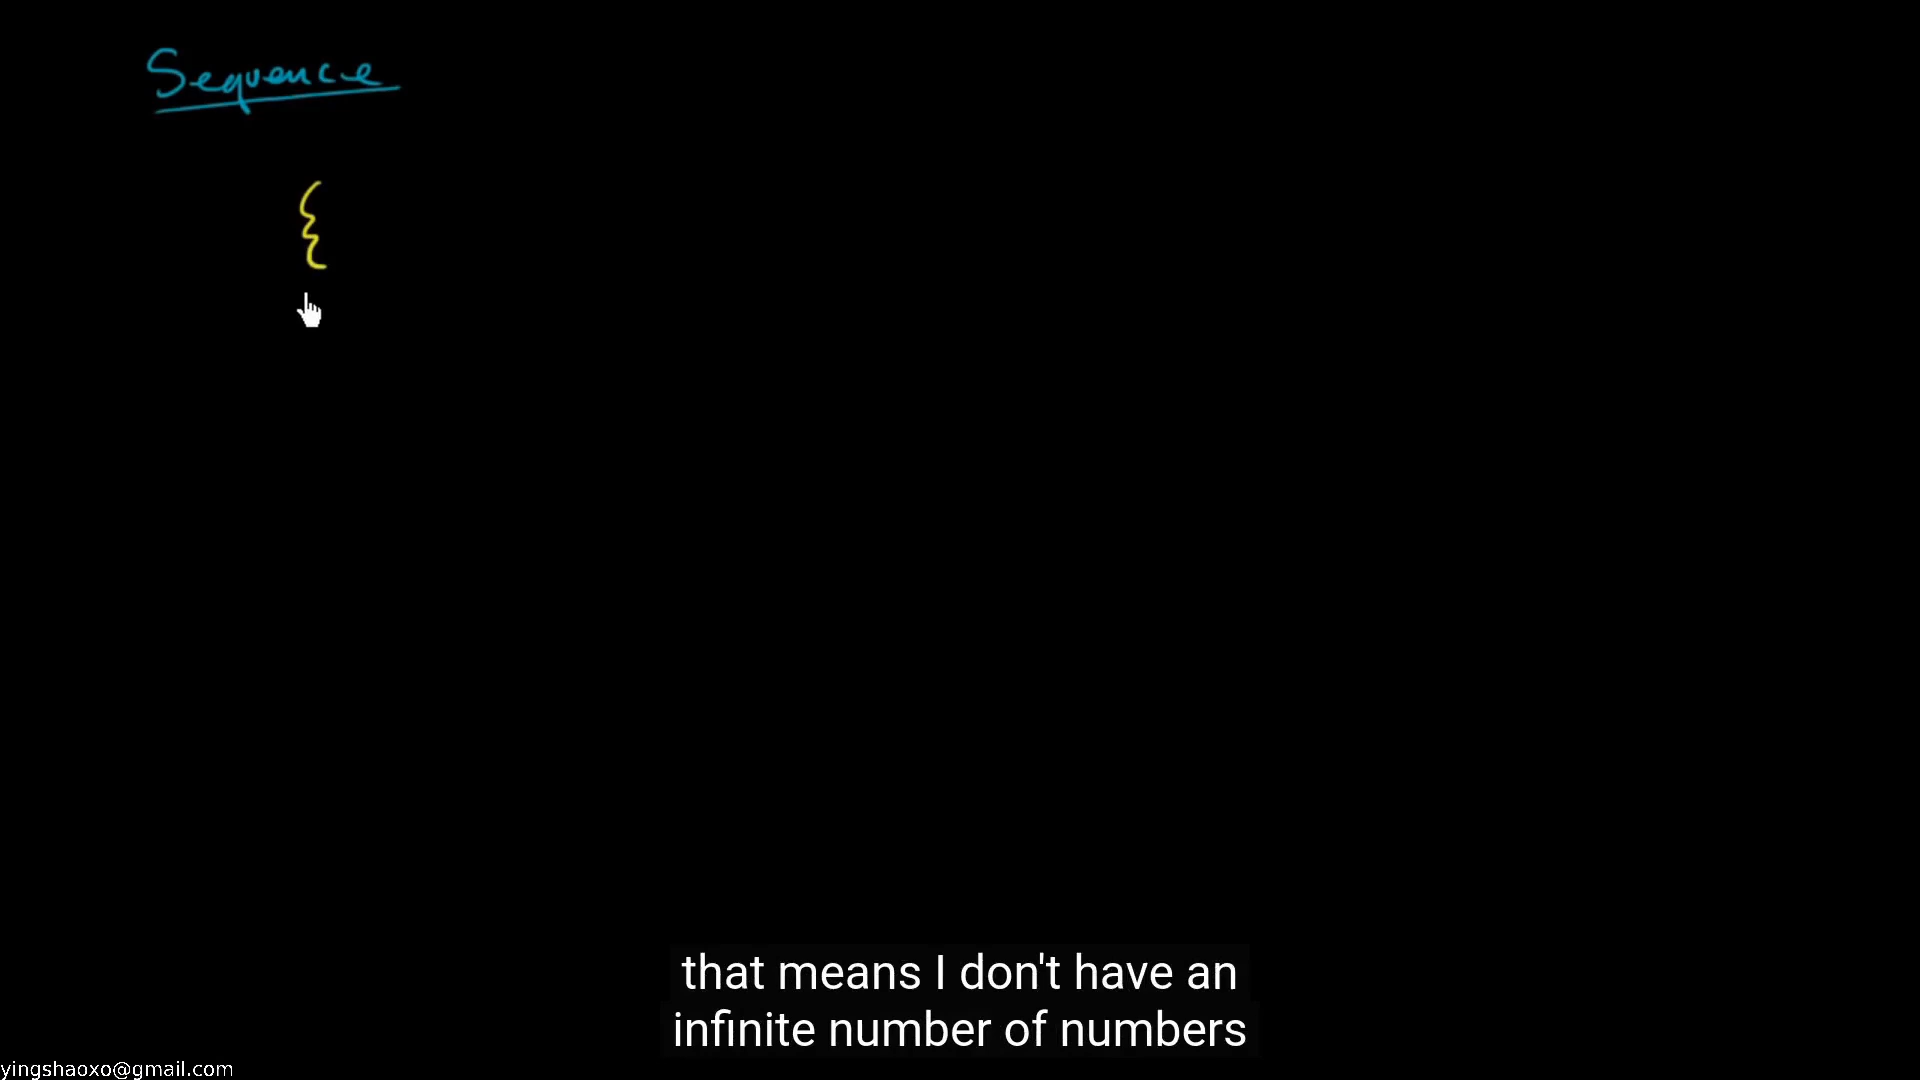 Sequence
{
that means I don't have an
infinite number of numbers
yingshaoxo@gmail.com